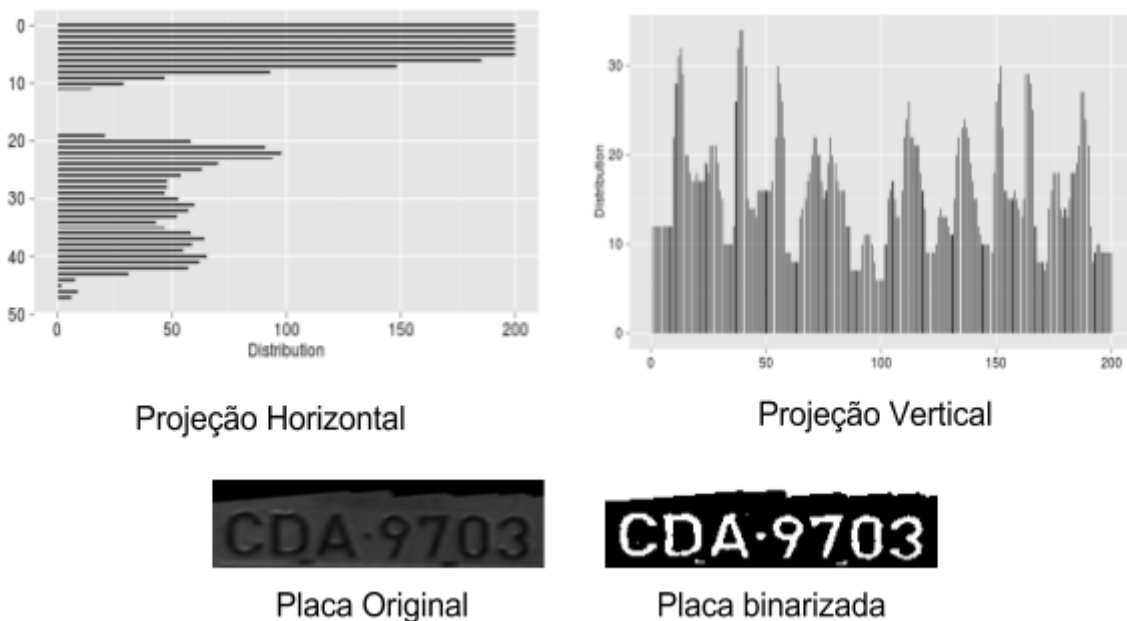 0
10
20
30
40
50
0 50 100 150 200
Distribution
Projeção Horizontal
30
20
10
0
Distribution
0 50 100 150 200
Projeção Vertical
CDA·9703
Placa Original
CDA·9703
Placa binarizada